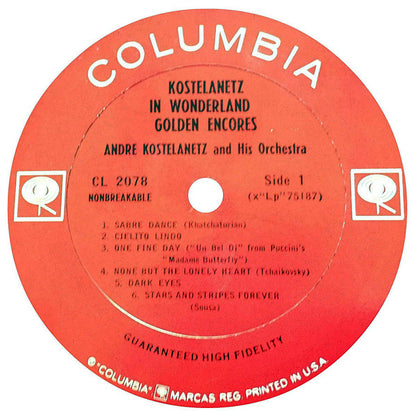 COLUMBIA
KOSTELANETZ
IN WONDERLAND
GOLDEN ENCORES
ANDRE KOSTELANETZ and His Orchestra
CL 2078
NONBREAKABLE
Side 1
(x"Lp"75187)
1. SABRE DANCE (Khatchaturian)
2. CIELITO LINDO
3. ONE FINE DAY ("Un Bel Di" from Puccini's
"Madame Butterfly")
4. NONE BUT THE LONELY HEART (Tchaikovsky)
5. DARK EYES
6. STARS AND STRIPES FOREVER
(Sousa)
GUARANTEED HIGH FIDELITY
® "COLUMBIA" MARCAS REG. PRINTED IN U.S.A.